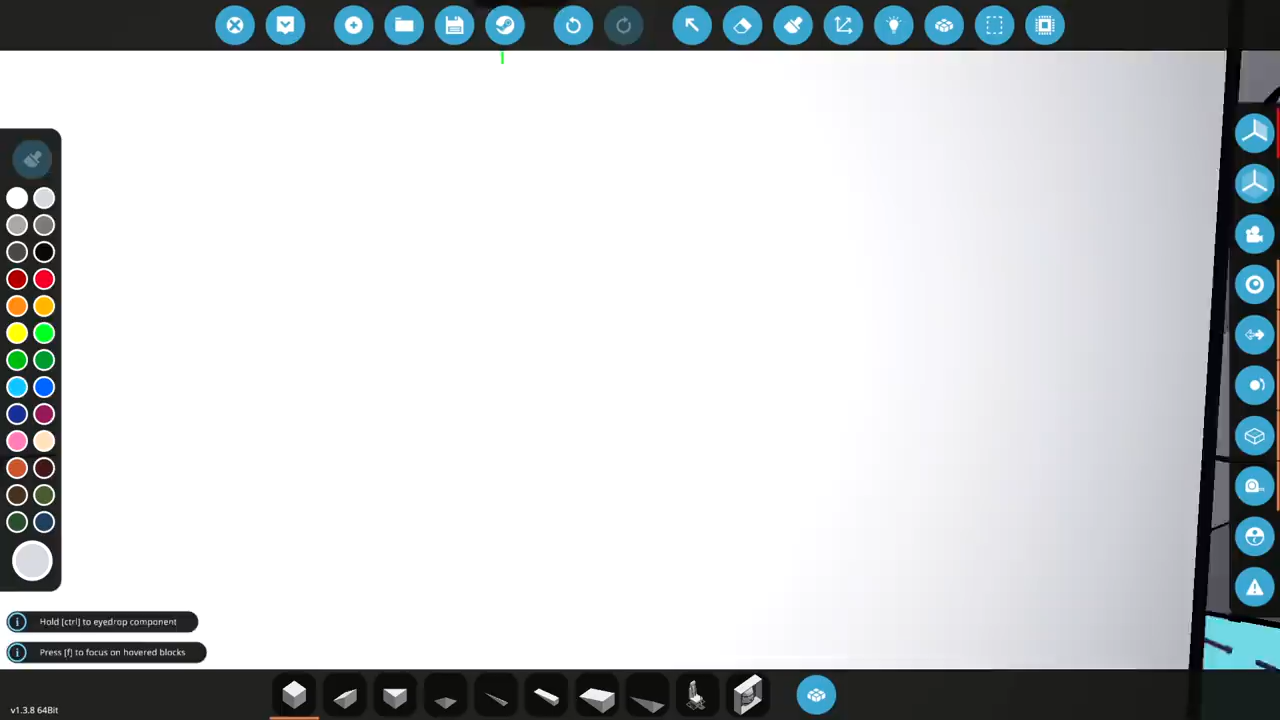 Hold [ctrl] to eyedrop component
Press [f] to focus on hovered blocks
v1.3.8 64Bit